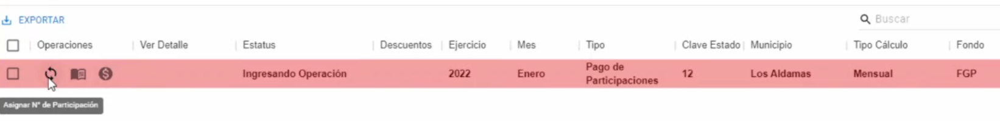 EXPORTAR
Buscar
Operaciones Ver Detalle Estatus Descuentos Ejercicio Mes Tipo Clave Estado Municipio Tipo Cálculo Fondo
Ingresando Operación 2022 Enero Pago de Participaciones 12 Los Aldamas Mensual FGP
Asignar N° de Participación